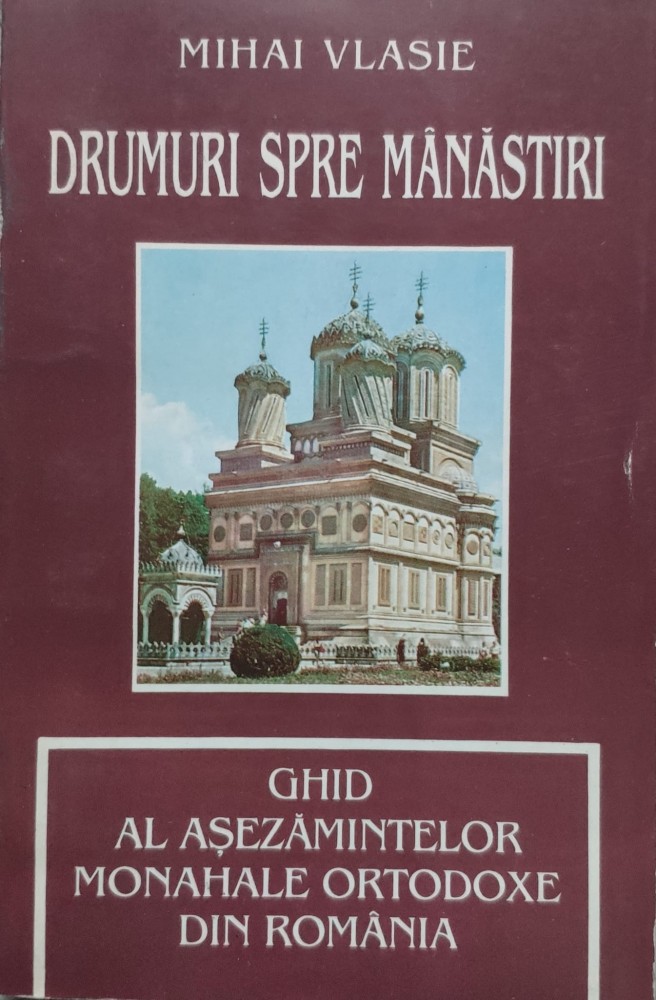 MIHAI VLASIE
DRUMURI SPRE MÂNĂSTIRI
GHID
AL AȘEZĂMINTELOR
MONAHALE ORTODOXE
DIN ROMÂNIA